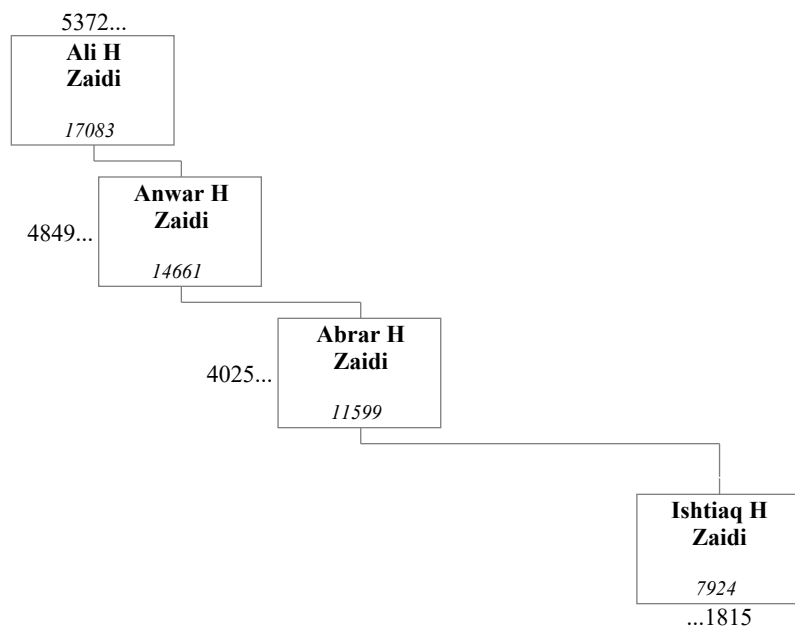 5372...
Ali H
Zaidi
17083
Anwar H
Zaidi
4849...
14661
Abrar H
Zaidi
4025...
11599
Ishtiaq H
Zaidi
7924
...1815